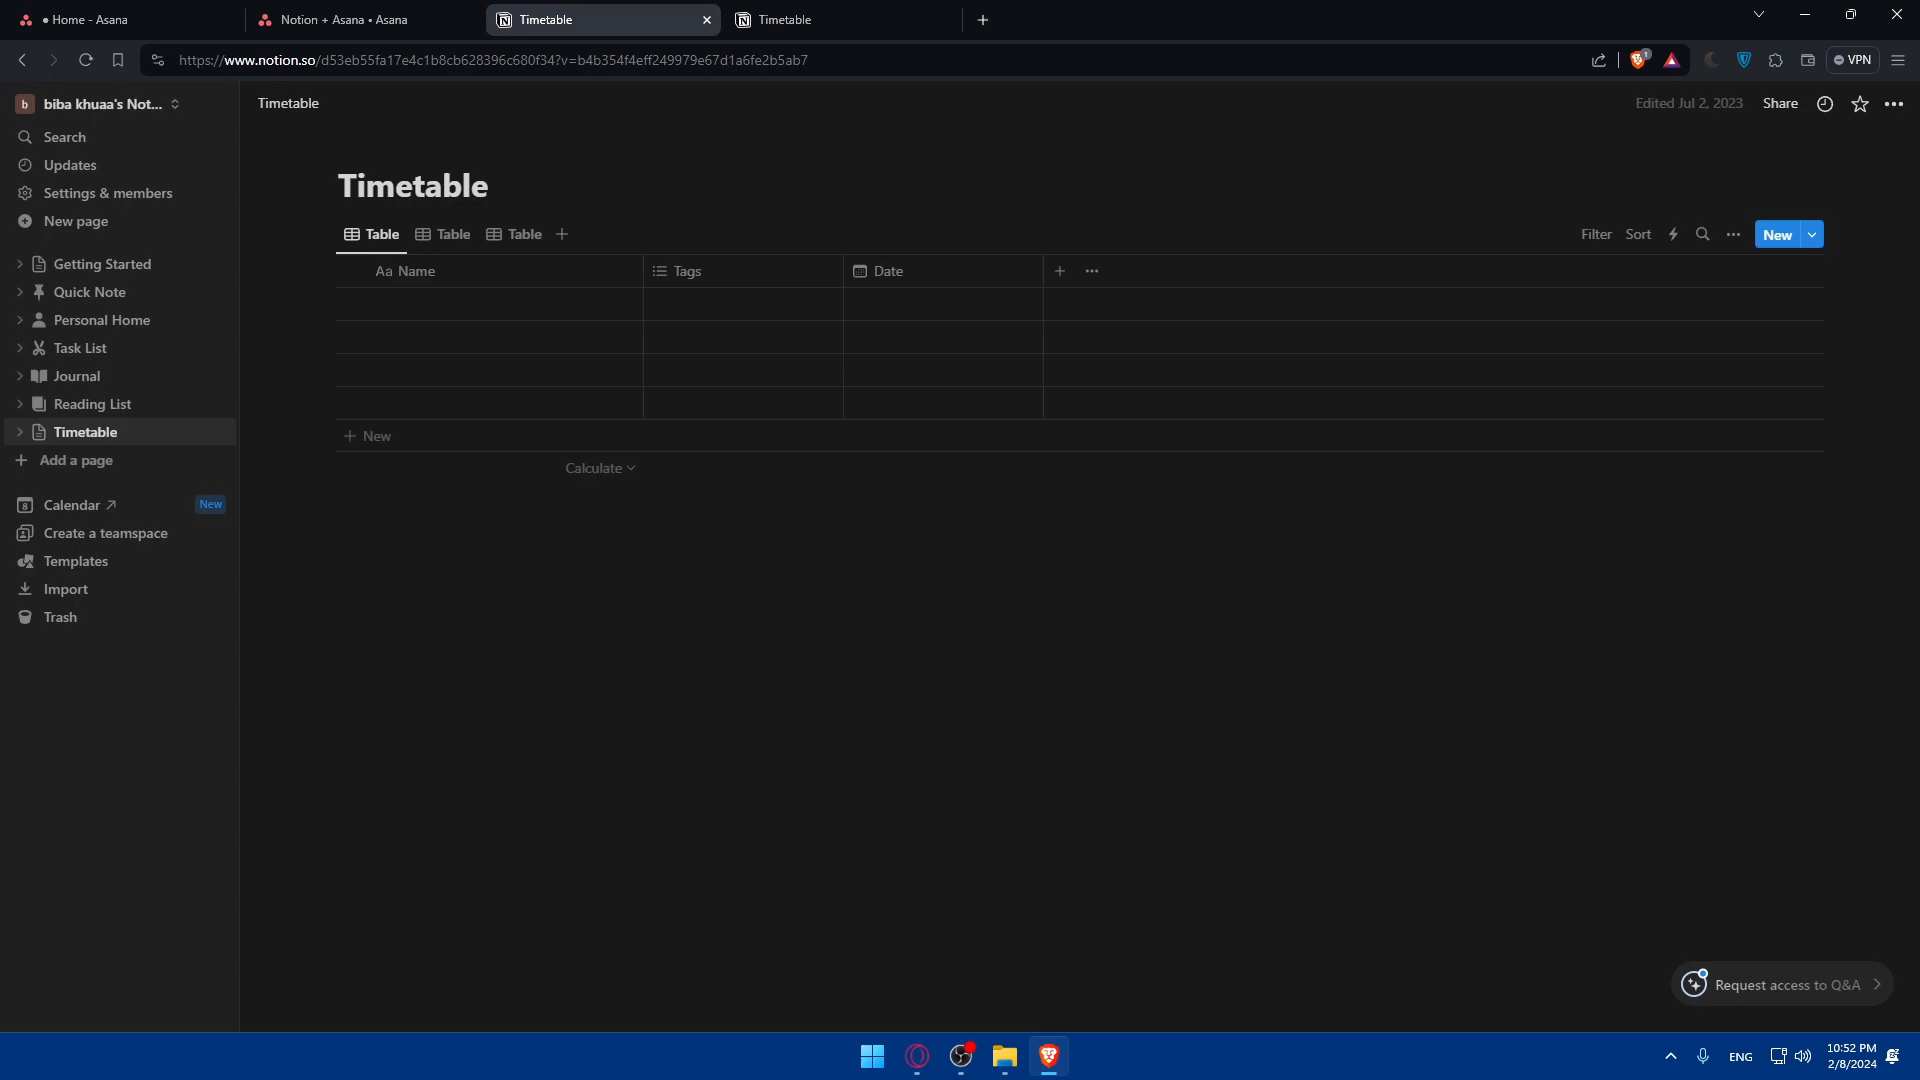 • Home - Asana
Notion + Asana • Asana
Timetable
Timetable
https://www.notion.so/d53eb55fa17e4c1b8cb628396c680f34?v=b4b354f4eff249979e67d1a6fe2b5ab7
1
VPN
b biba khuaa's Not...
Timetable
Edited Jul 2, 2023
Share
Search
Updates
Settings & members
New page
Getting Started
Quick Note
Personal Home
Task List
Journal
Reading List
Timetable
Add a page
8 Calendar ↗ New
Create a teamspace
Templates
Import
Trash
Timetable
Table Table Table
Filter Sort New
Aa Name Tags Date
New
Calculate
Request access to Q&A
ENG
10:52 PM
2/8/2024